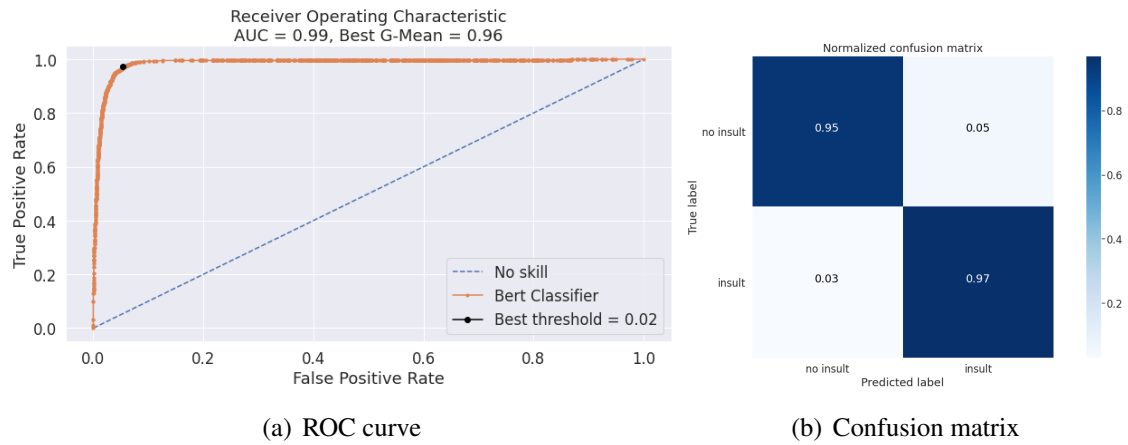 Receiver Operating Characteristic
AUC = 0.99, Best G-Mean = 0.96
True Positive Rate
1.0
0.8
0.6
0.4
0.2
0.0
No skill
Bert Classifier
Best threshold = 0.02
0.0 0.2 0.4 0.6 0.8 1.0
False Positive Rate
(a) ROC curve
Normalized confusion matrix
True label
no insult 0.95 0.05
insult 0.03 0.97
no insult insult
Predicted label
0.8
0.6
0.4
0.2
(b) Confusion matrix